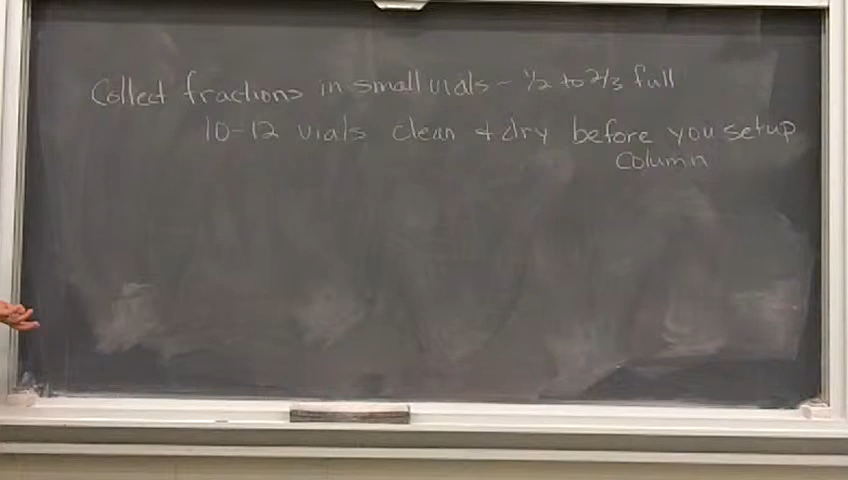 Collect fractions in small vials - 1/2 to 2/3 full
10-12 vials clean & dry before you setup
column